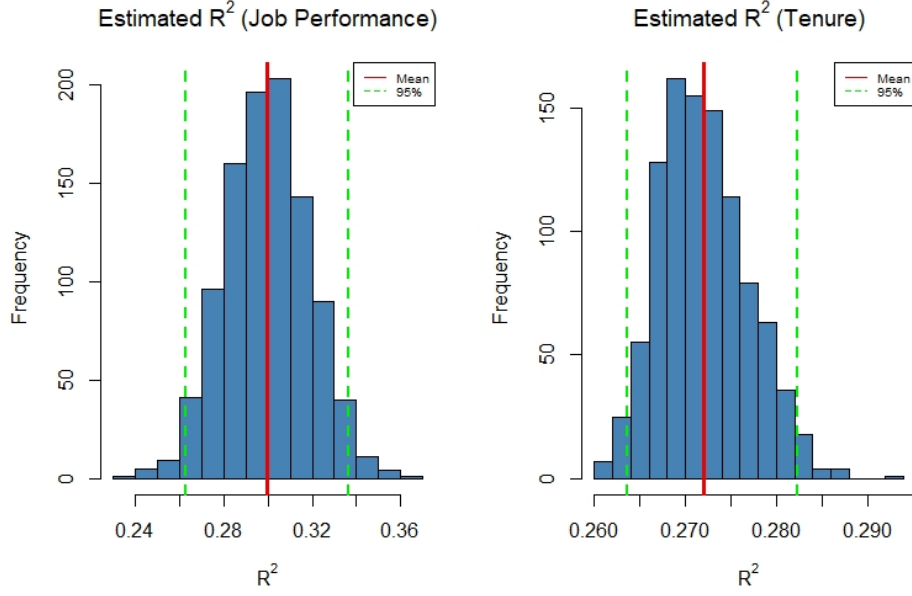 Estimated R² (Job Performance)
Mean
95%
Frequency
0
50
100
150
200
0.24
0.28
0.32
0.36
R²
Estimated R² (Tenure)
Mean
95%
Frequency
0
50
100
150
0.260
0.270
0.280
0.290
R²